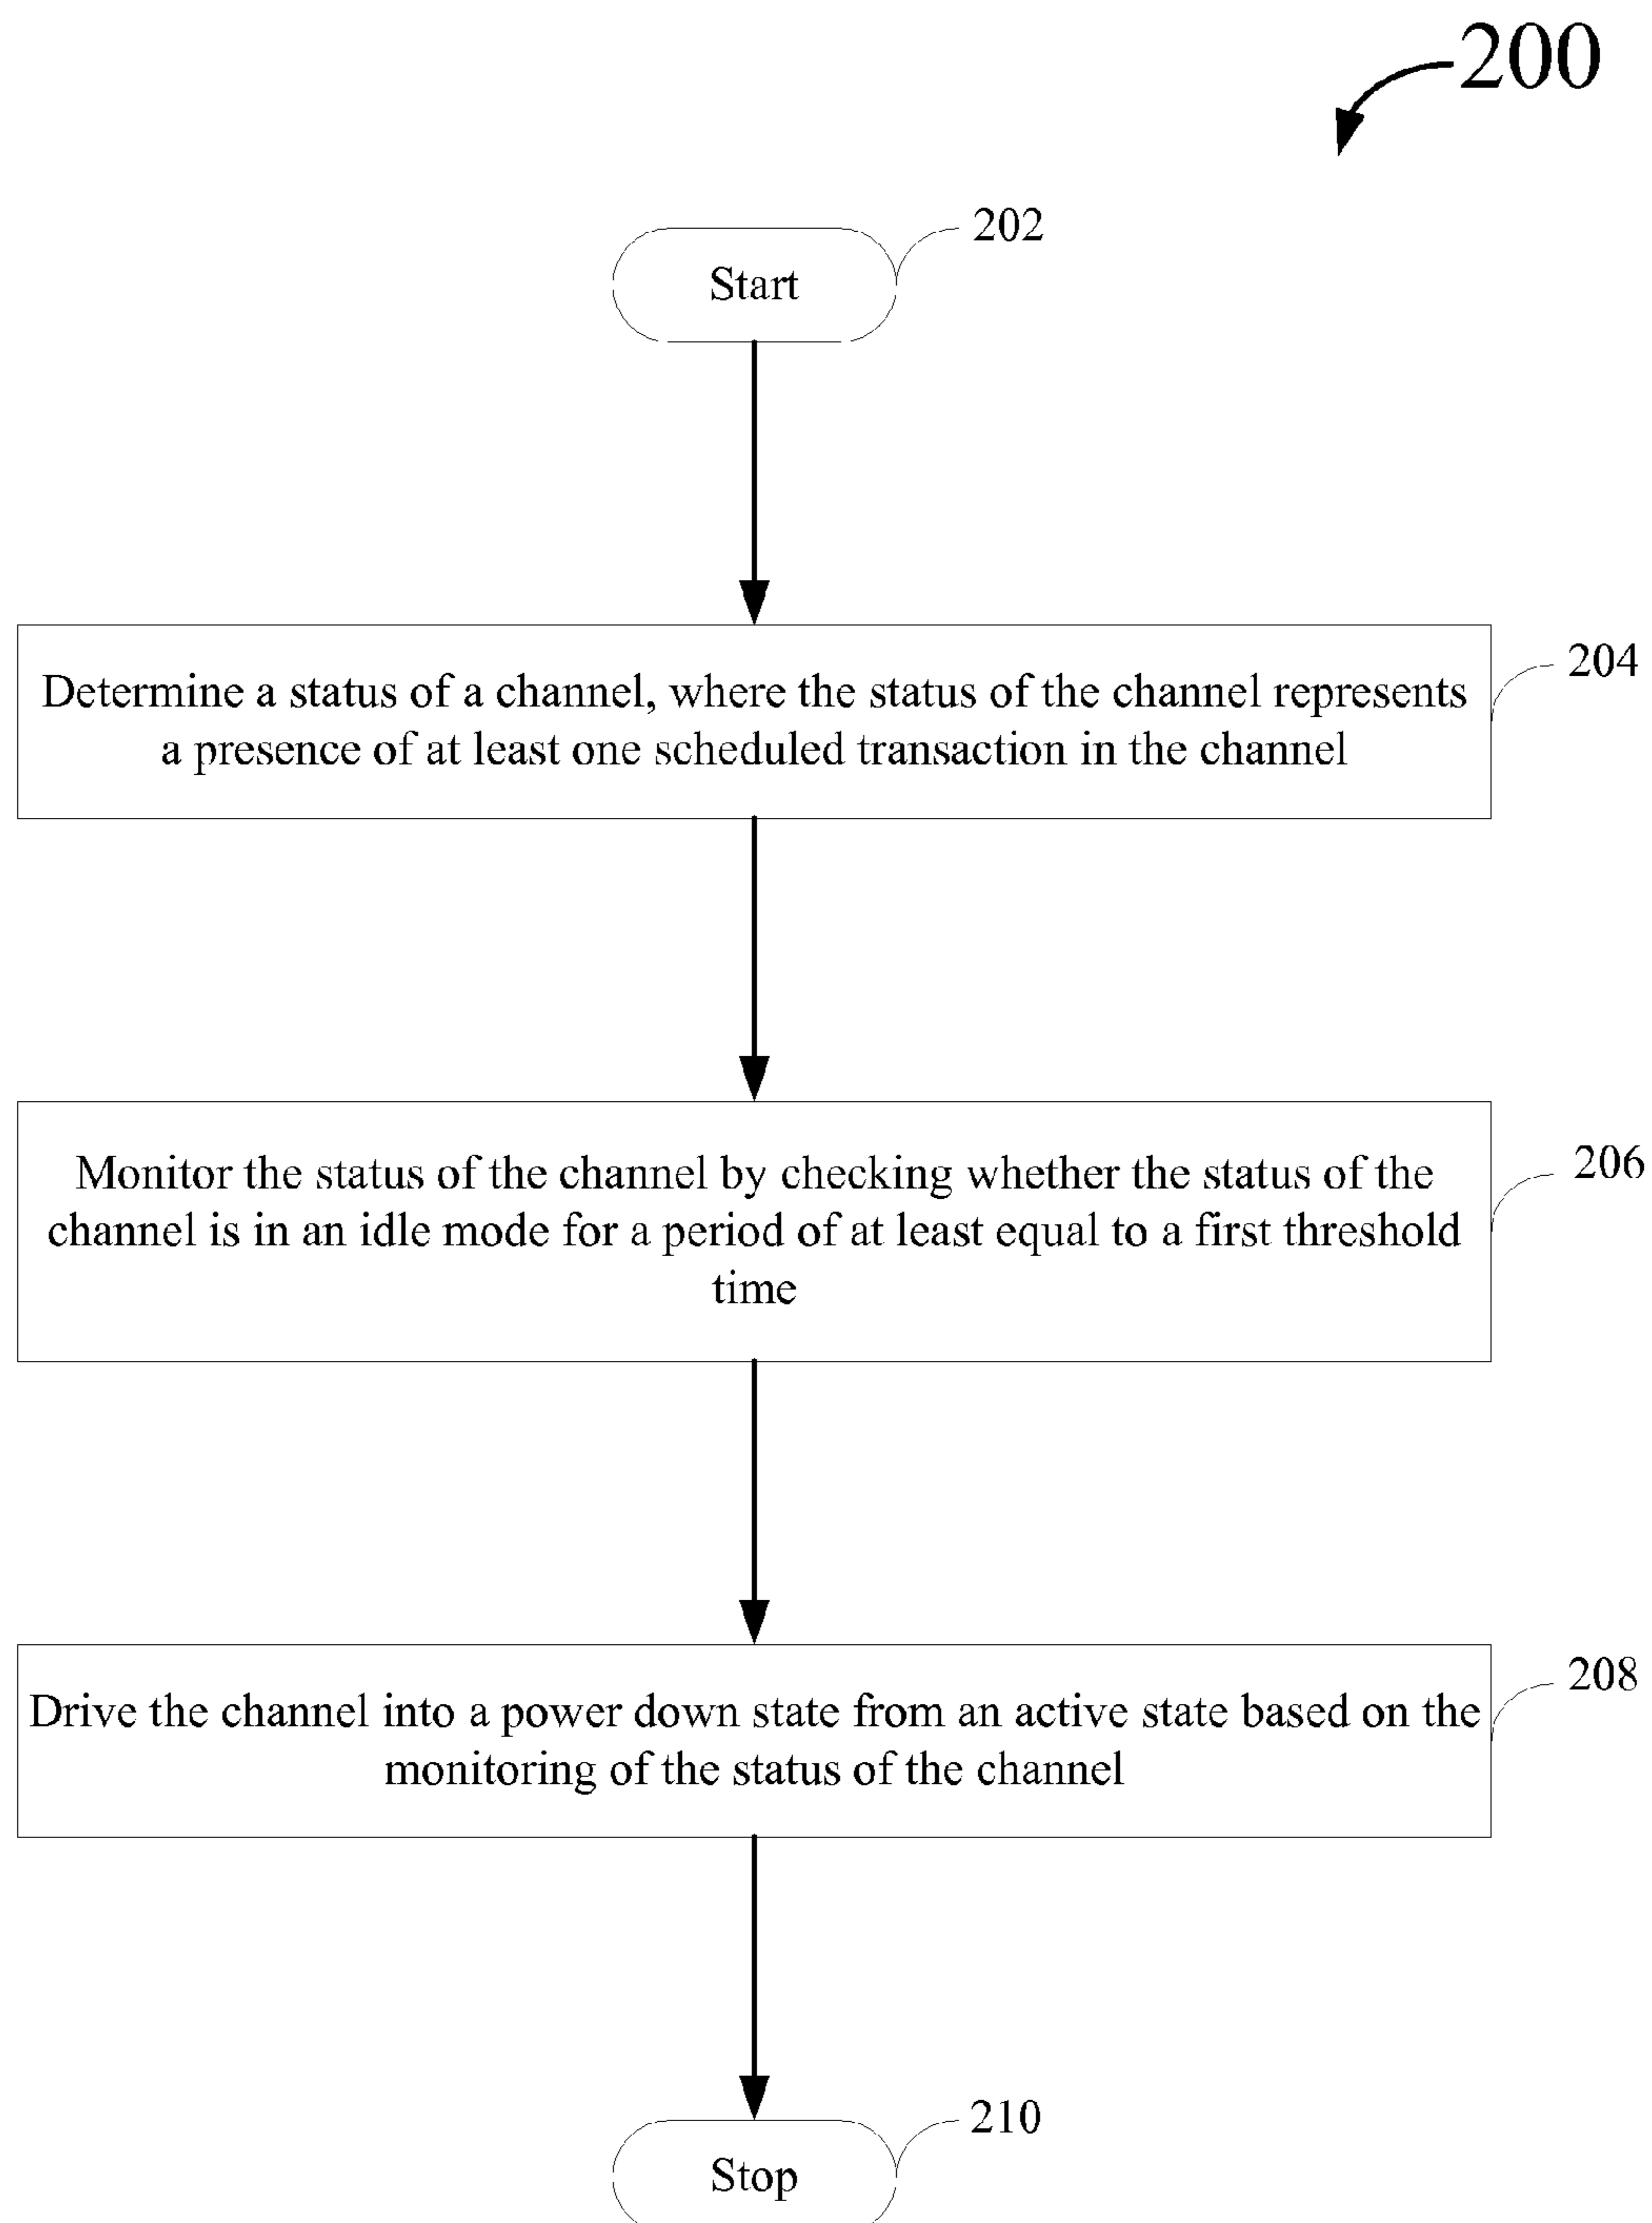 200
202
Start
204
Determine a status of a channel, where the status of the channel represents
a presence of at least one scheduled transaction in the channel
206
Monitor the status of the channel by checking whether the status of the
channel is in an idle mode for a period of at least equal to a first threshold
time
208
Drive the channel into a power down state from an active state based on the
monitoring of the status of the channel
210
Stop